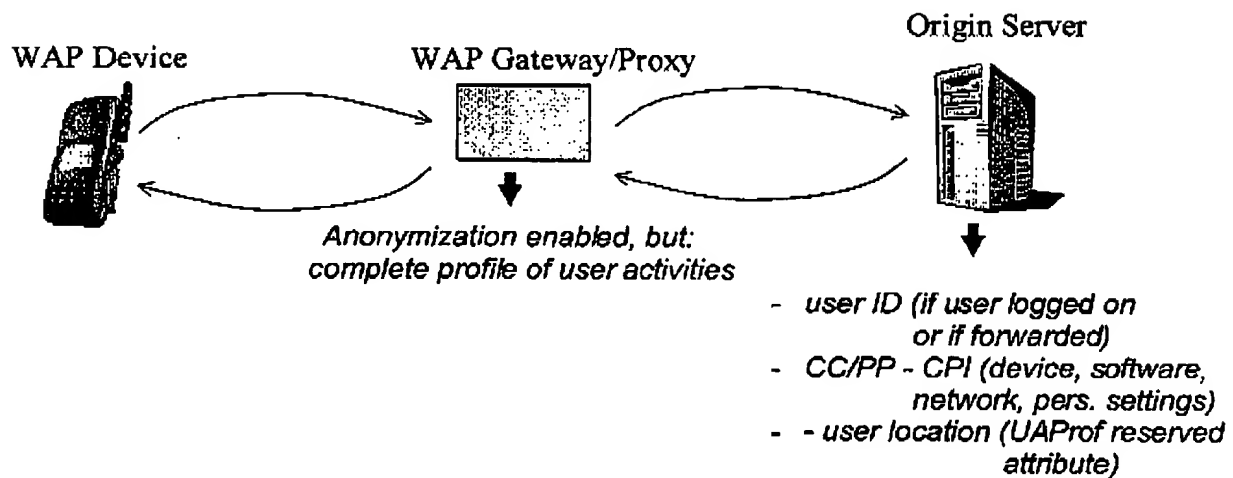 Origin Server
WAP Device
WAP Gateway/Proxy
Anonymization enabled, but:
complete profile of user activities
- user ID (if user logged on
or if forwarded)
- CC/PP - CPI (device, software,
network, pers. settings)
- - user location (UAProf reserved
attribute)